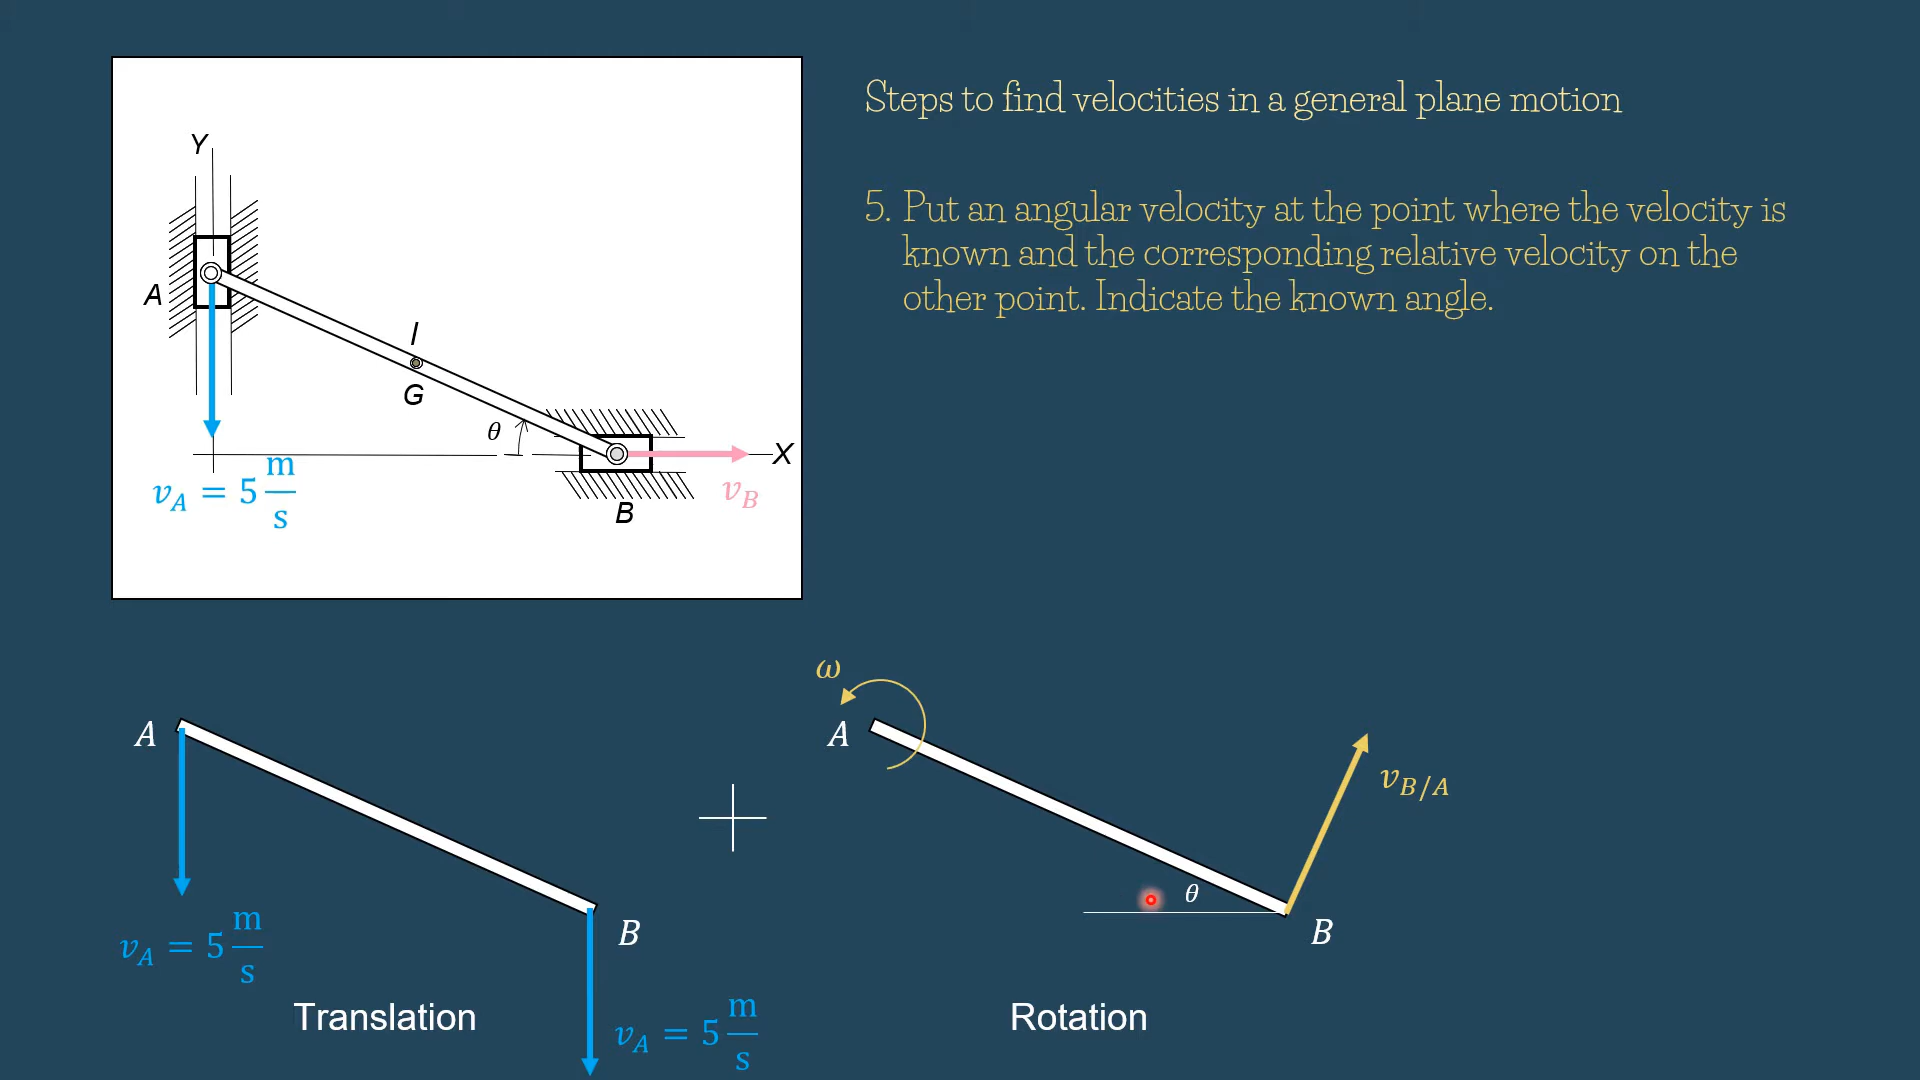 Steps to find velocities in a general plane motion
5. Put an angular velocity at the point where the velocity is
known and the corresponding relative velocity on the
other point. Indicate the known angle.
Y
A
I
G
θ
X
v_A = 5 m/s
v_B
B
ω
A
A
v_B/A
θ
B
B
v_A = 5 m/s
Translation
v_A = 5 m/s
Rotation